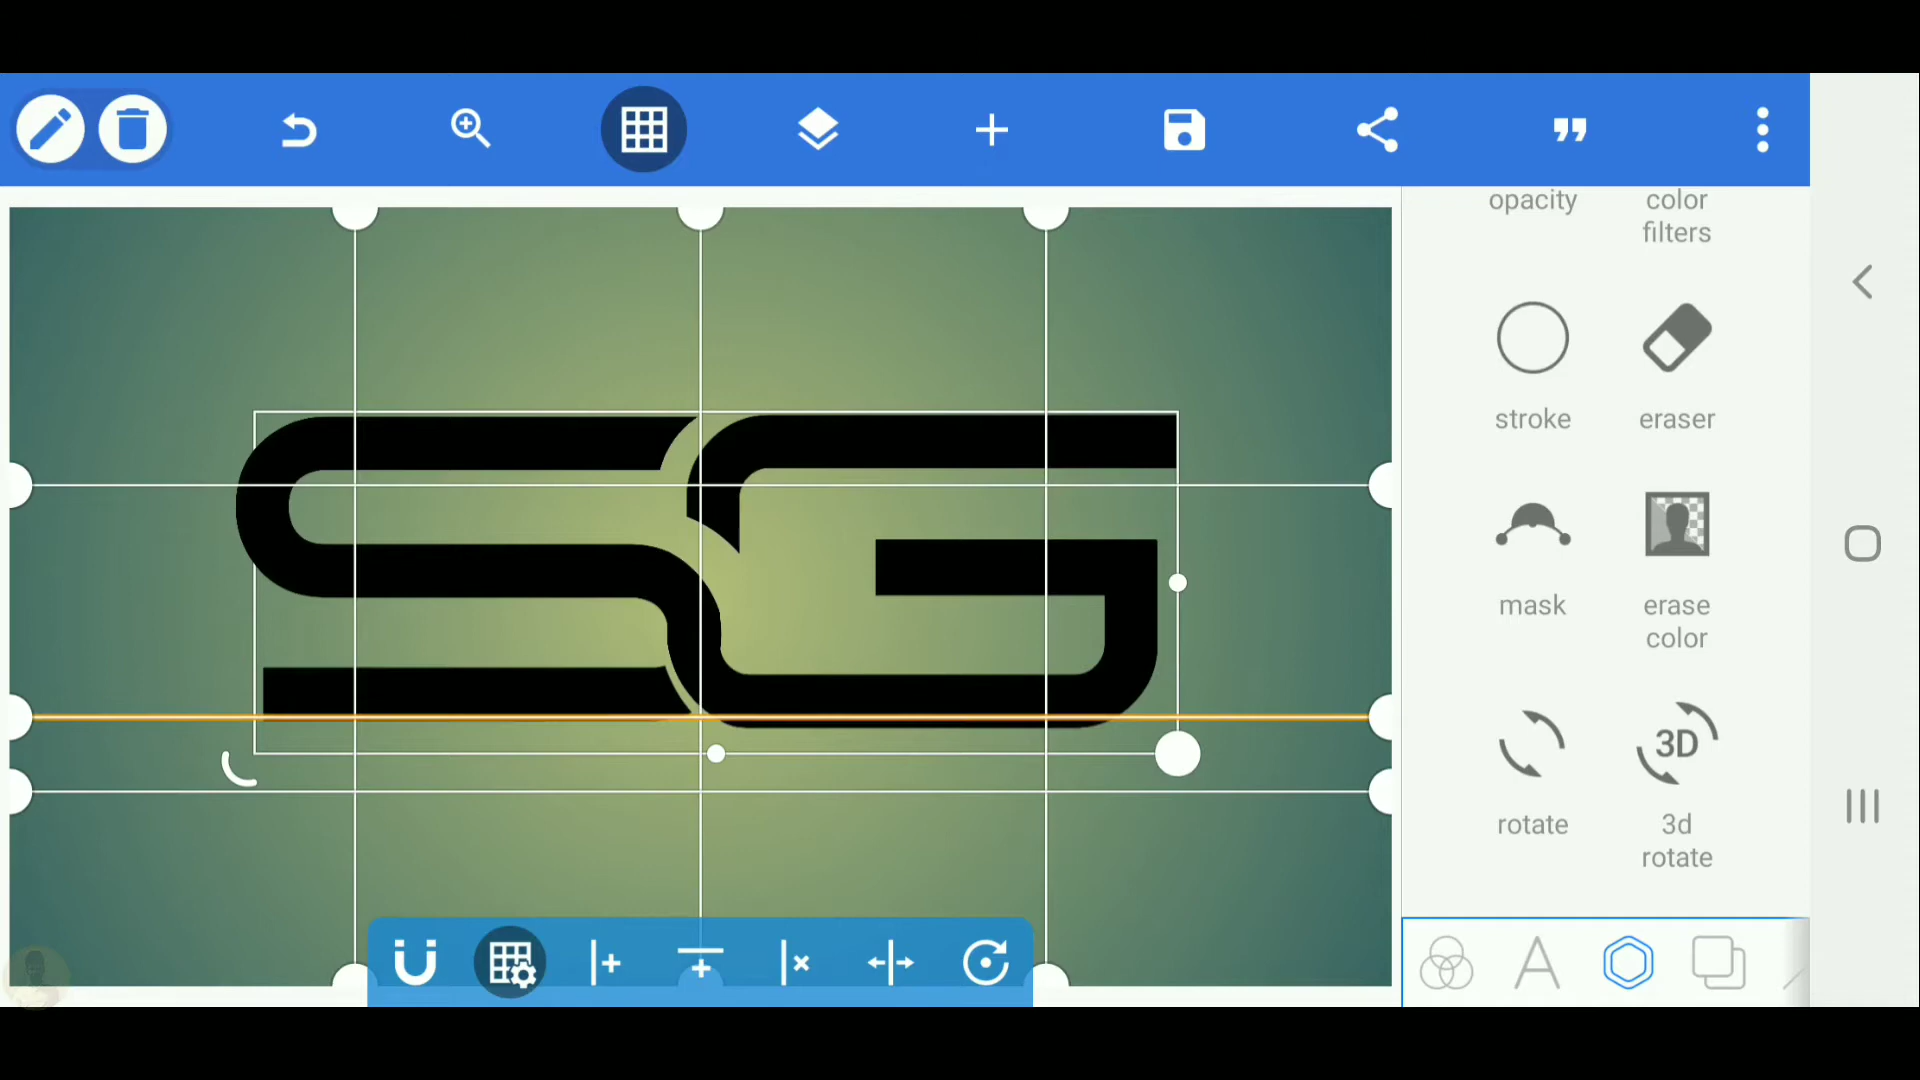 opacity
color
filters
SG
stroke
eraser
mask
erase
color
rotate
3D
3d
rotate
A